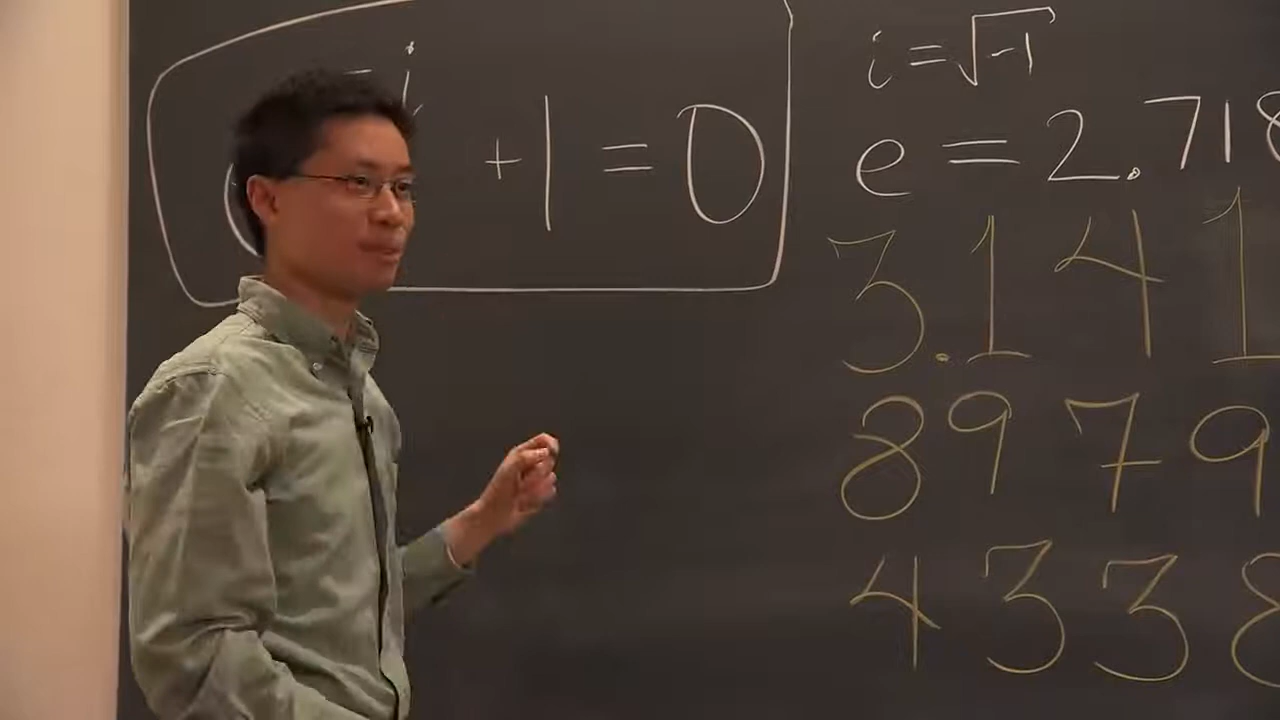 i + 1 = 0
i = √-1
e = 2.718
3.141
8979
4338